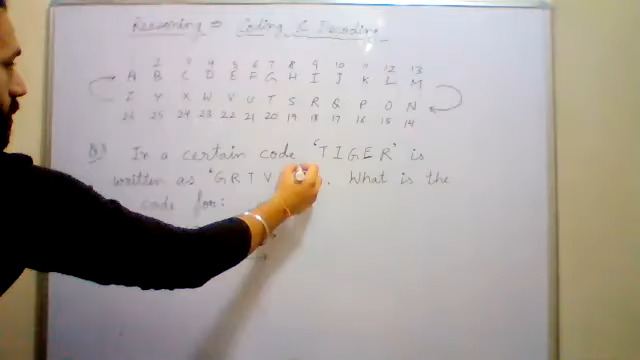 Reasoning ⇒ Coding & Decoding
2 3 4 5 6 7 8 9 10 11 12 13
A B C D E F G H I J K L M
Z Y X W V U T S R Q P O N
26 25 24 23 22 21 20 19 18 17 16 15 14
In a certain code 'TIGER' is
written as 'GRTV . What is the
code for: